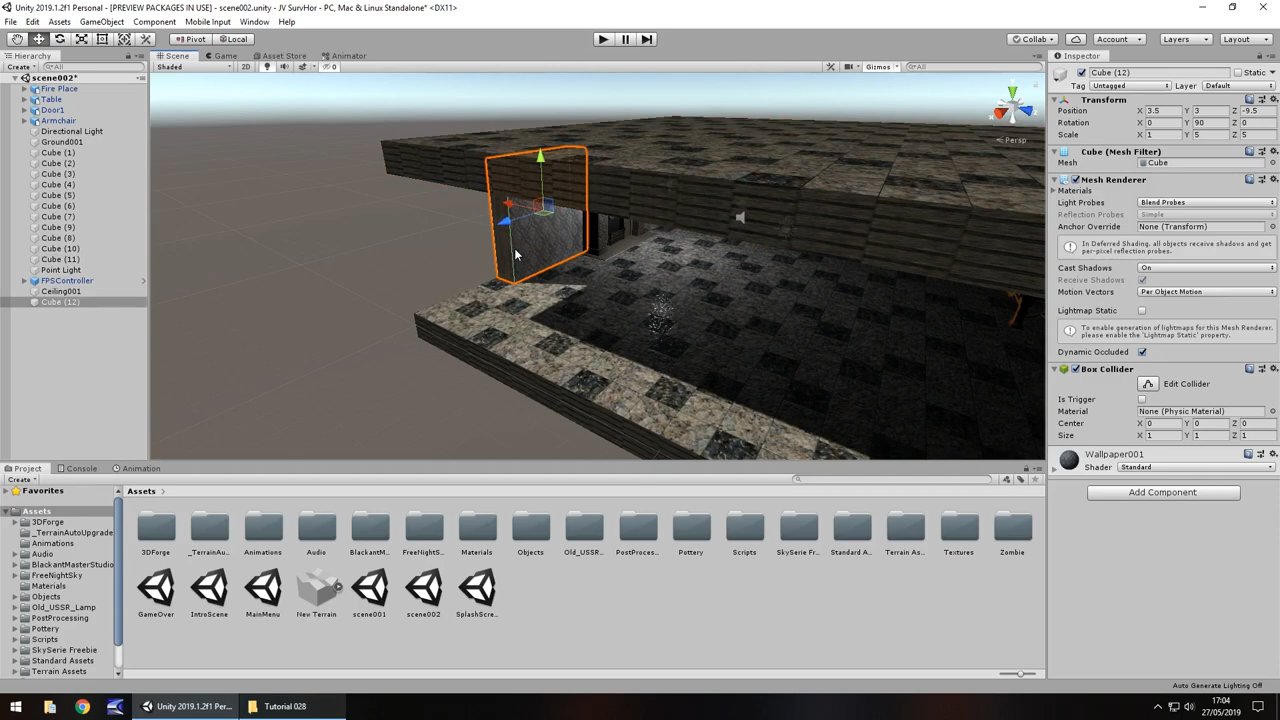 Unity 2019.1.2f1 Personal - [PREVIEW PACKAGES IN USE] - scene002.unity - JV SurvHor - PC, Mac & Linux Standalone* <DX11>
File Edit Assets GameObject Component Mobile Input Window Help
Pivot Local Collab Account Layers Layout
Hierarchy Scene Game Asset Store Animator Inspector
Create All Shaded 2D 0 Gizmos All
scene002*
Fire Place
Table
Door1
Armchair
Directional Light
Ground001
Cube (1)
Cube (2)
Cube (3)
Cube (4)
Cube (5)
Cube (6)
Cube (7)
Cube (9)
Cube (8)
Cube (10)
Cube (11)
Point Light
FPSController
Ceiling001
Cube (12)
y
x
z
Persp
Cube (12) Static
Tag Untagged Layer Default
Transform
Position X 3.5 Y 3 Z -9.5
Rotation X 0 Y 90 Z 0
Scale X 1 Y 5 Z 5
Cube (Mesh Filter)
Mesh Cube
Mesh Renderer
Materials
Light Probes Blend Probes
Reflection Probes Simple
Anchor Override None (Transform)
In Deferred Shading, all objects receive shadows and get
per-pixel reflection probes.
Cast Shadows On
Receive Shadows
Motion Vectors Per Object Motion
Lightmap Static
To enable generation of lightmaps for this Mesh Renderer,
please enable the 'Lightmap Static' property.
Dynamic Occluded
Box Collider
Edit Collider
Is Trigger
Material None (Physic Material)
Center X 0 Y 0 Z 0
Size X 1 Y 1 Z 1
Wallpaper001
Shader Standard
Add Component
Project Console Animation
Create
Favorites
Assets
3DForge
_TerrainAutoUpgrade
Animations
Audio
BlackantMasterStudio
FreeNightSky
Materials
Objects
Old_USSR_Lamp
PostProcessing
Pottery
Scripts
SkySerie Freebie
Standard Assets
Terrain Assets
Assets
3DForge _TerrainAu... Animations Audio BlackantM... FreeNightS... Materials Objects Old_USSR_... PostProces... Pottery Scripts SkySerie Fr... Standard A... Terrain As... Textures Zombie
GameOver IntroScene MainMenu New Terrain scene001 scene002 SplashScre...
Auto Generate Lighting Off
Unity 2019.1.2f1 Per... Tutorial 028
17:04
27/05/2019